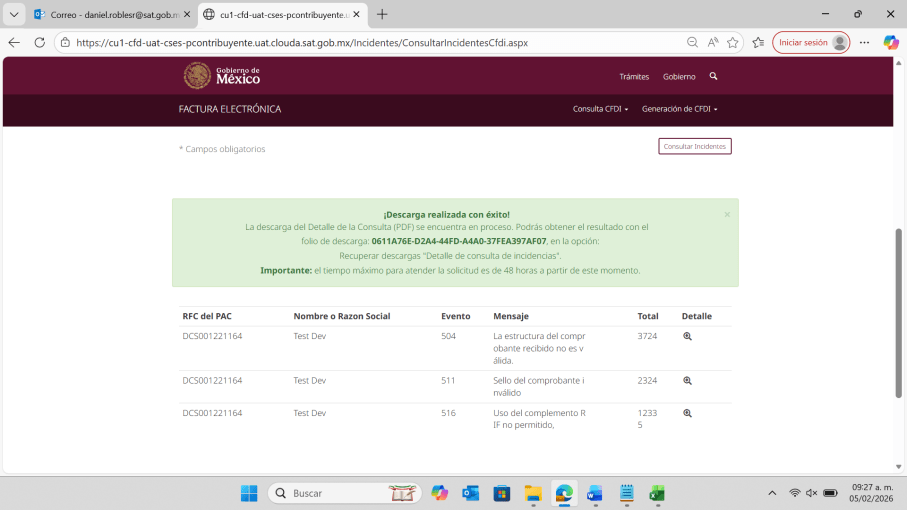 Correo - daniel.roblesr@sat.gob.m
cu1-cfd-uat-cses-pcontribuyente.u
https://cu1-cfd-uat-cses-pcontribuyente.uat.clouda.sat.gob.mx/Incidentes/ConsultarIncidentesCfdi.aspx
Iniciar sesión
Gobierno de
México
Trámites
Gobierno
FACTURA ELECTRÓNICA
Consulta CFDI
Generación de CFDI
* Campos obligatorios
Consultar Incidentes
¡Descarga realizada con éxito!
La descarga del Detalle de la Consulta (PDF) se encuentra en proceso. Podrás obtener el resultado con el
folio de descarga: 0611A76E-D2A4-44FD-A4A0-37FEA397AF07, en la opción:
Recuperar descargas "Detalle de consulta de incidencias".
Importante: el tiempo máximo para atender la solicitud es de 48 horas a partir de este momento.
RFC del PAC Nombre o Razon Social Evento Mensaje Total Detalle
DCS001221164 Test Dev 504 La estructura del compr 3724
obante recibido no es v
álida.
DCS001221164 Test Dev 511 Sello del comprobante i 2324
nválido
DCS001221164 Test Dev 516 Uso del complemento R 1233
IF no permitido, 5
Buscar
09:27 a. m.
05/02/2026